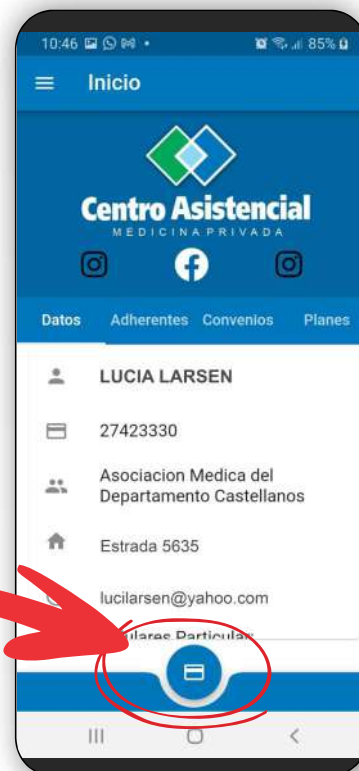 10:46
85%
Inicio
Centro Asistencial
MEDICINA PRIVADA
Datos Adherentes Convenios Planes
LUCIA LARSEN
27423330
Asociacion Medica del
Departamento Castellanos
Estrada 5635
lucilarsen@yahoo.com
Particular